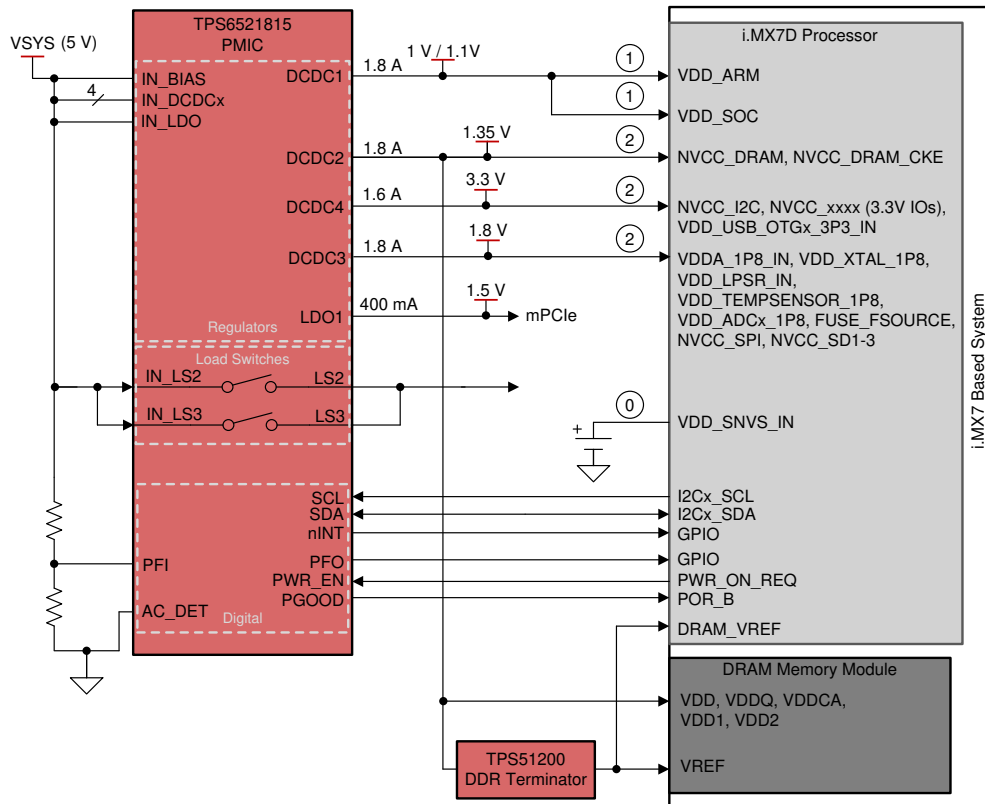 TPS6521815
PMIC
VSYS (5 V)
IN_BIAS
4
IN_DCDCx
IN_LDO
DCDC1
1.8 A
1 V / 1.1V
DCDC2
1.8 A
1.35 V
DCDC4
1.6 A
3.3 V
DCDC3
1.8 A
1.8 V
LDO1
400 mA
1.5 V
mPCIe
Regulators
Load Switches
IN_LS2
LS2
IN_LS3
LS3
SCL
SDA
nINT
PFO
PFI
PWR_EN
PGOOD
AC_DET
Digital
i.MX7D Processor
1
VDD_ARM
1
VDD_SOC
2
NVCC_DRAM, NVCC_DRAM_CKE
2
NVCC_I2C, NVCC_xxxx (3.3V IOs),
VDD_USB_OTGx_3P3_IN
2
VDDA_1P8_IN, VDD_XTAL_1P8,
VDD_LPSR_IN,
VDD_TEMPSENSOR_1P8,
VDD_ADCx_1P8, FUSE_FSOURCE,
NVCC_SPI, NVCC_SD1-3
0
+
VDD_SNVS_IN
I2Cx_SCL
I2Cx_SDA
GPIO
GPIO
PWR_ON_REQ
POR_B
DRAM_VREF
i.MX7 Based System
DRAM Memory Module
VDD, VDDQ, VDDCA,
VDD1, VDD2
VREF
TPS51200
DDR Terminator